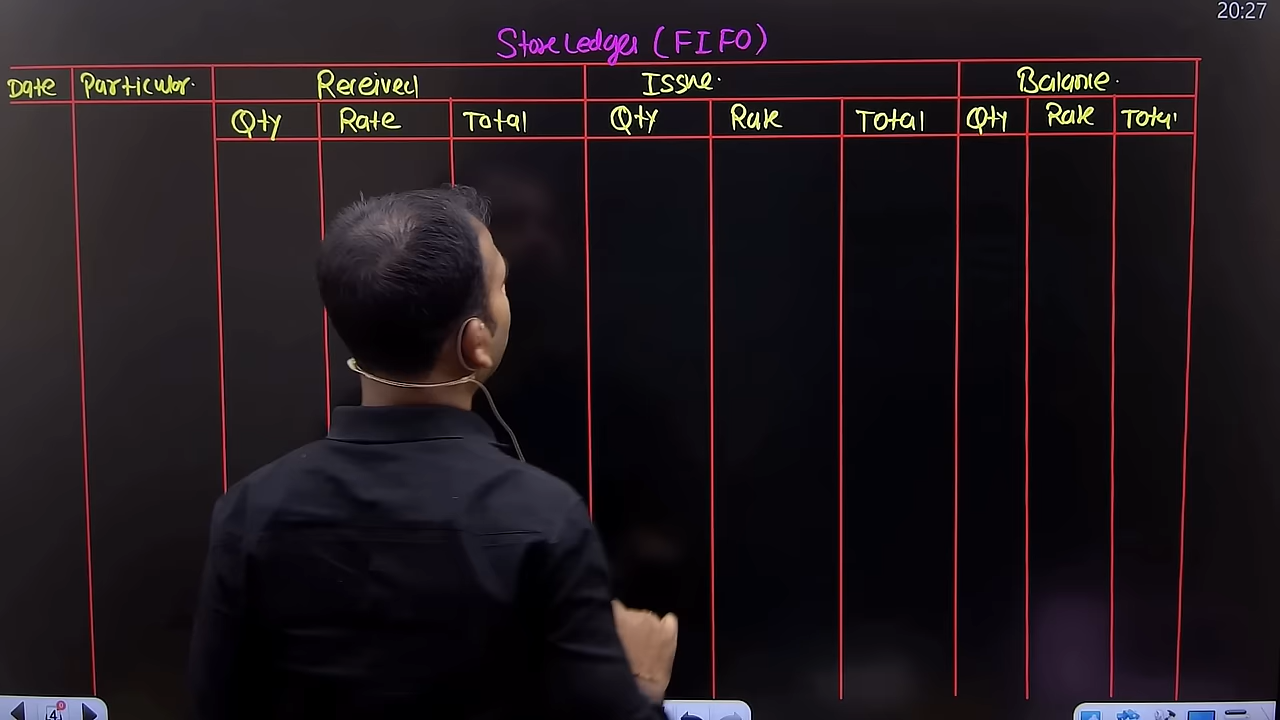 20:27
Store Ledger (FIFO)
Date Particular. Received Issue. Balance.
Qty Rate Total Qty Rate Total Qty Rate Total
4